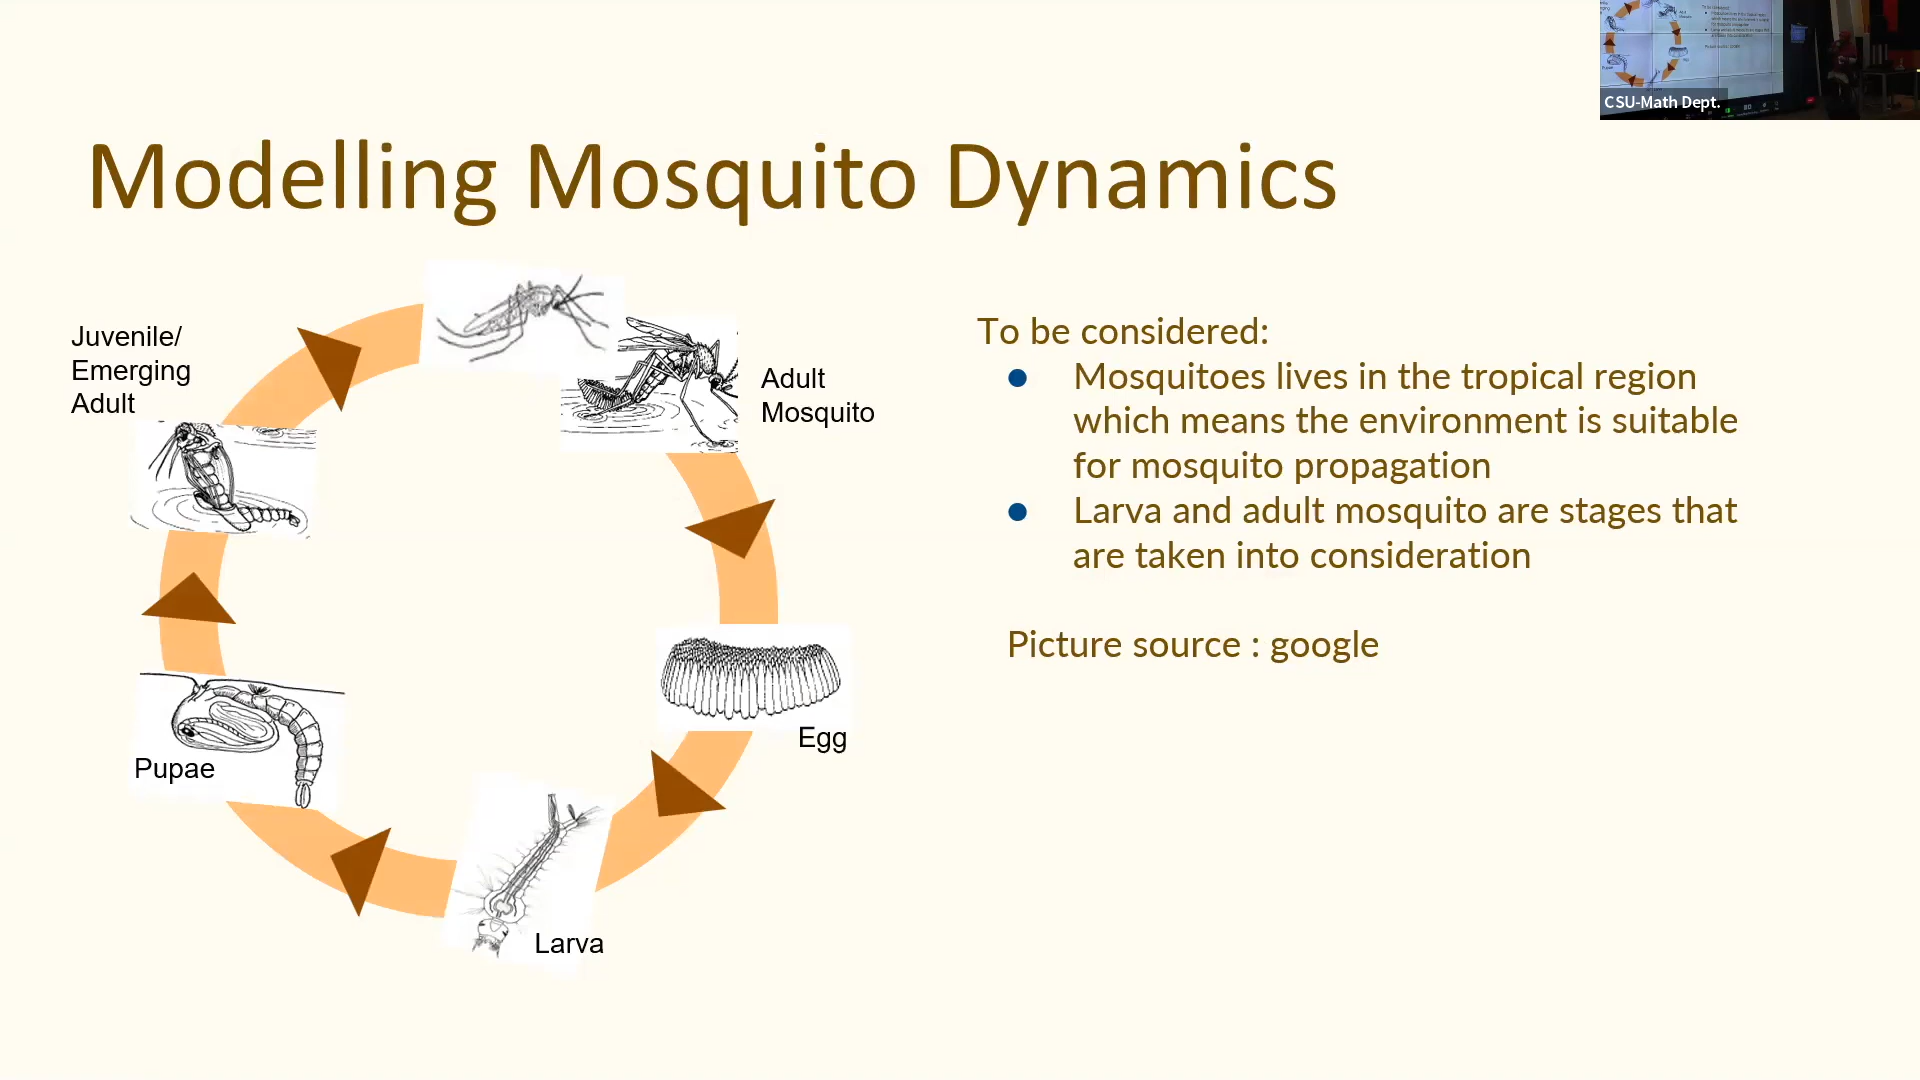 CSU-Math Dept.
Modelling Mosquito Dynamics
Juvenile/
Emerging
Adult
Adult
Mosquito
Egg
Larva
Pupae
To be considered:
● Mosquitoes lives in the tropical region
which means the environment is suitable
for mosquito propagation
● Larva and adult mosquito are stages that
are taken into consideration
Picture source : google